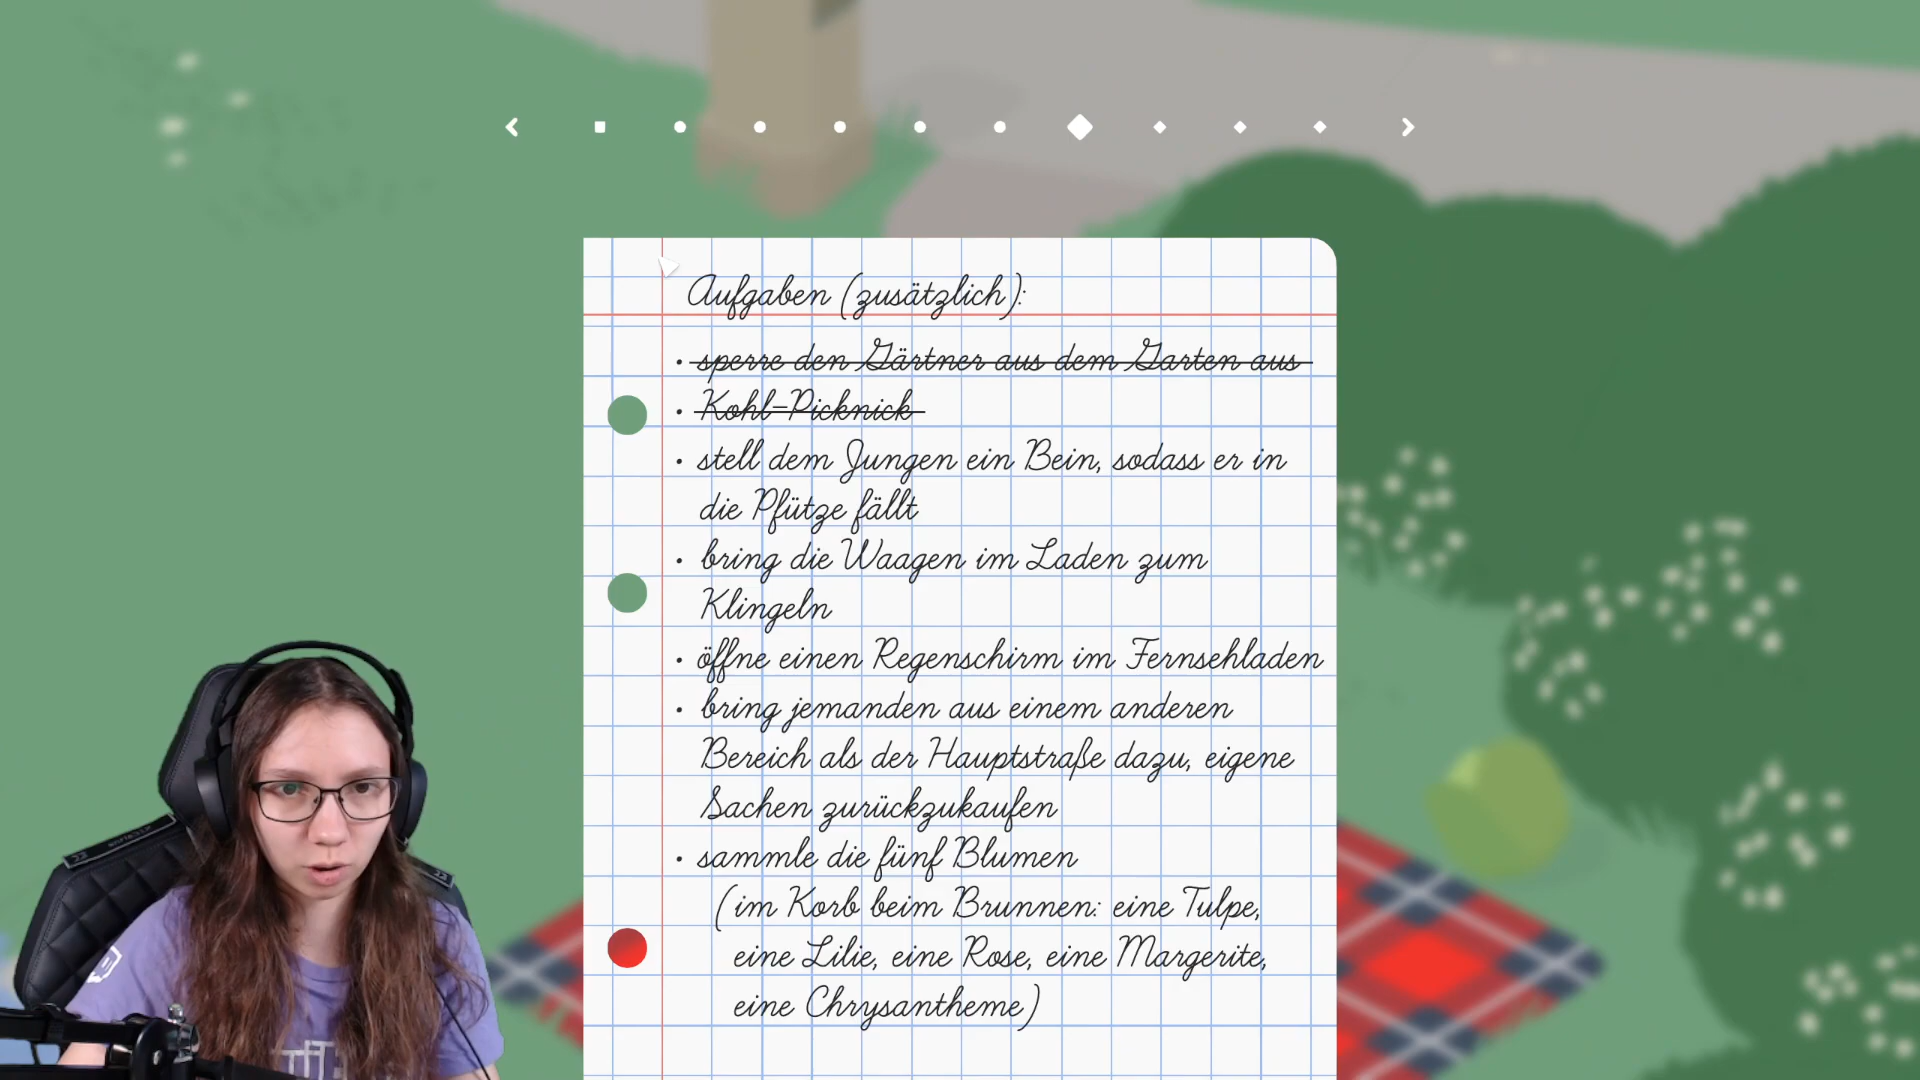 Aufgaben (zusätzlich):
• sperre den Gärtner aus dem Garten aus
• Kohl-Picknick
• stell dem Jungen ein Bein, sodass er in
die Pfütze fällt
• bring die Waagen im Laden zum
Klingeln
• öffne einen Regenschirm im Fernsehladen
• bring jemanden aus einem anderen
Bereich als der Hauptstraße dazu, eigene
Sachen zurückzukaufen
• sammle die fünf Blumen
(im Korb beim Brunnen: eine Tulpe,
eine Lilie, eine Rose, eine Margerite,
eine Chrysantheme)